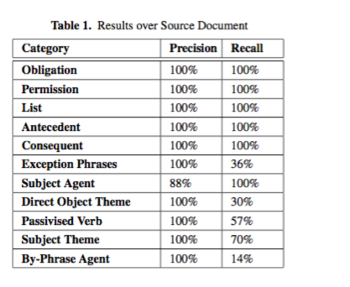 Table 1. Results over Source Document
Category Precision Recall
Obligation 100% 100%
Permission 100% 100%
List 100% 100%
Antecedent 100% 100%
Consequent 100% 100%
Exception Phrases 100% 36%
Subject Agent 88% 100%
Direct Object Theme 100% 30%
Passivised Verb 100% 57%
Subject Theme 100% 70%
By-Phrase Agent 100% 14%